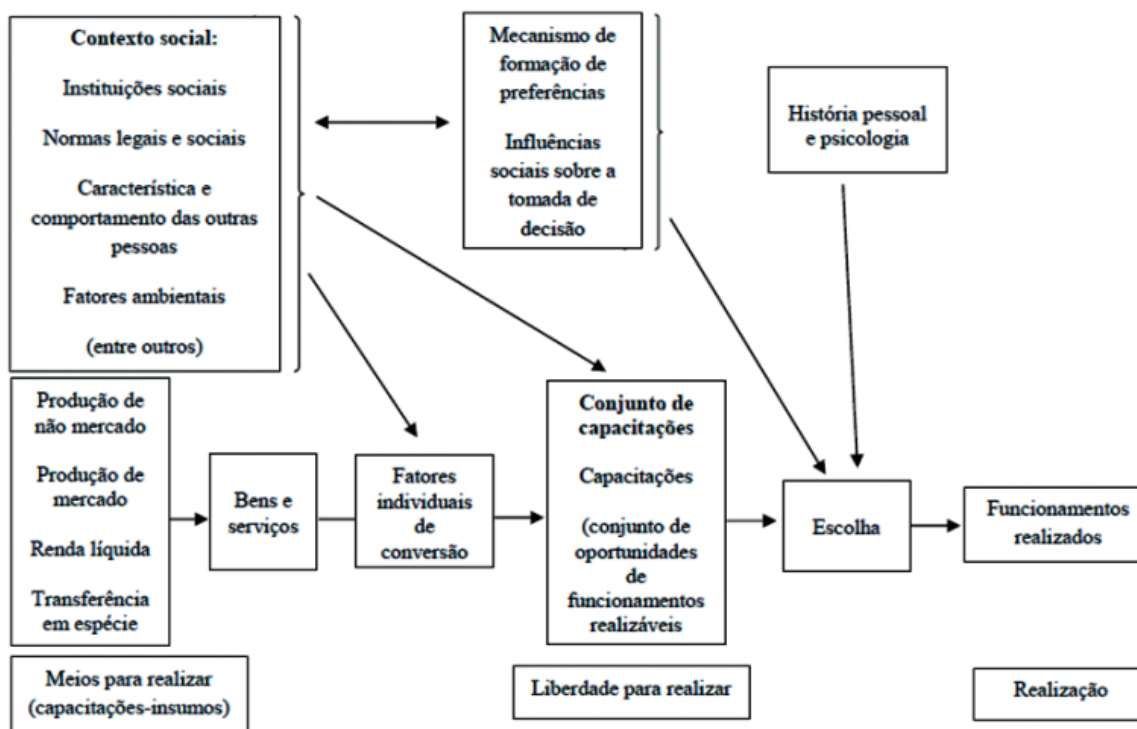 Contexto social:
Instituições sociais
Normas legais e sociais
Característica e
comportamento das outras
pessoas
Fatores ambientais
(entre outros)
Mecanismo de
formação de
preferências
Influências
sociais sobre a
tomada de
decisão
História pessoal
e psicologia
Produção de
não mercado
Produção de
mercado
Renda líquida
Transferência
em espécie
Bens e
serviços
Fatores
individuais
de
conversão
Conjunto de
capacitações
Capacitações
(conjunto de
oportunidades
de
funcionamentos
realizáveis
Escolha
Funcionamentos
realizados
Meios para realizar
(capacitações-insumos)
Liberdade para realizar
Realização